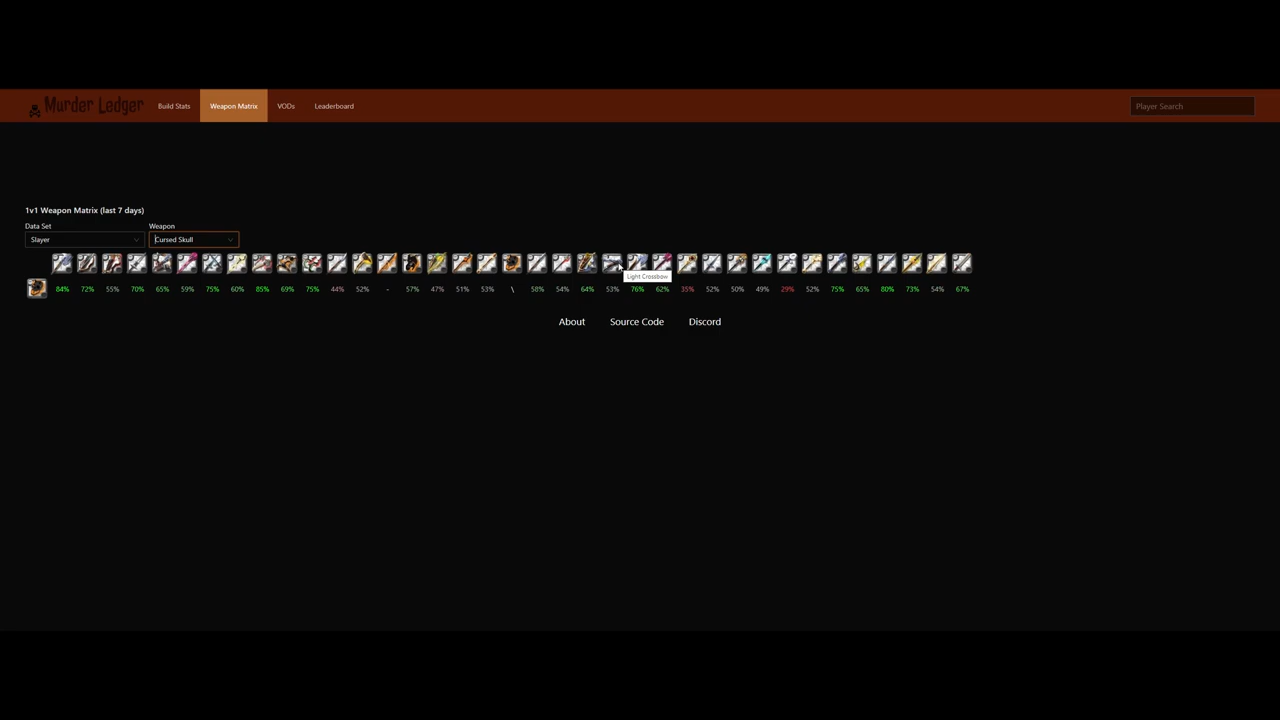 Murder Ledger Build Stats Weapon Matrix VODs Leaderboard Player Search
1v1 Weapon Matrix (last 7 days)
Data Set Weapon
Slayer Cursed Skull
Light Crossbow
84% 72% 55% 70% 65% 59% 75% 60% 85% 69% 75% 44% 52% - 57% 47% 51% 53% \ 58% 54% 64% 53% 76% 62% 35% 52% 50% 49% 29% 52% 75% 65% 80% 73% 54% 67%
About Source Code Discord